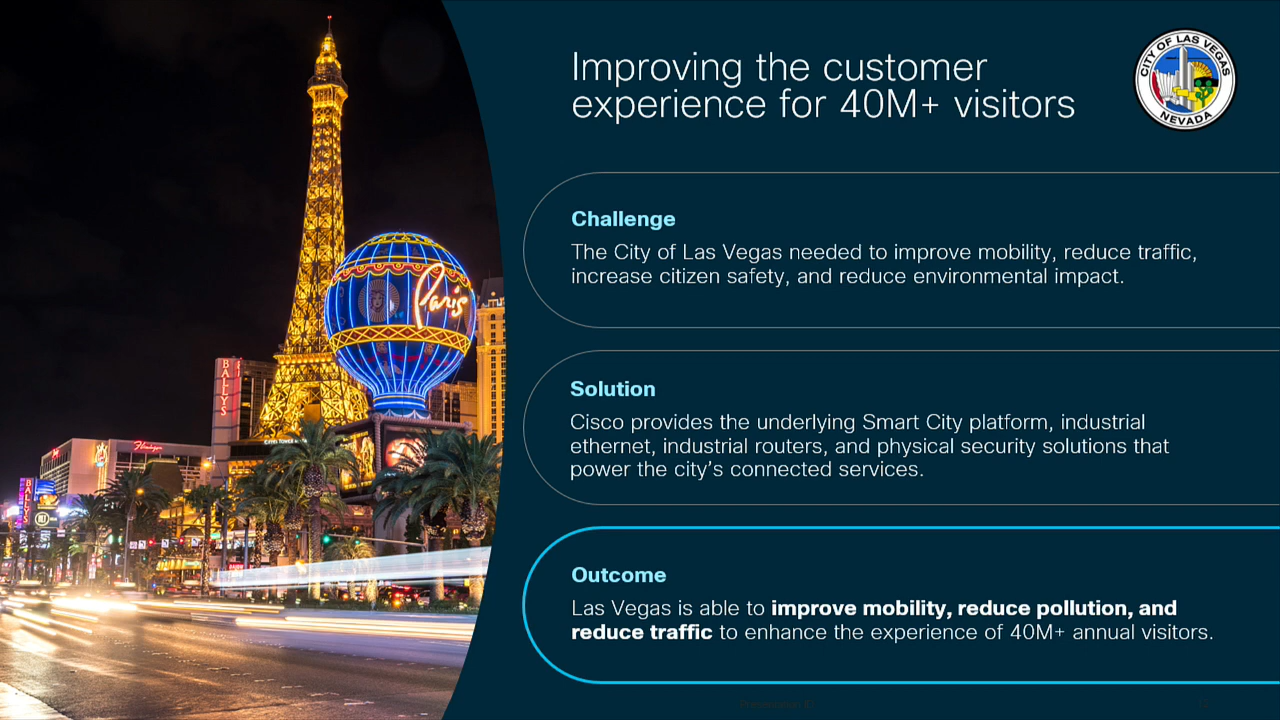 Improving the customer
experience for 40M+ visitors
CITY OF LAS VEGAS
NEVADA
Challenge
The City of Las Vegas needed to improve mobility, reduce traffic,
increase citizen safety, and reduce environmental impact.
Solution
Cisco provides the underlying Smart City platform, industrial
ethernet, industrial routers, and physical security solutions that
power the city’s connected services.
Outcome
Las Vegas is able to improve mobility, reduce pollution, and
reduce traffic to enhance the experience of 40M+ annual visitors.
Paris
BALLYS
Flamingo
BALLYS